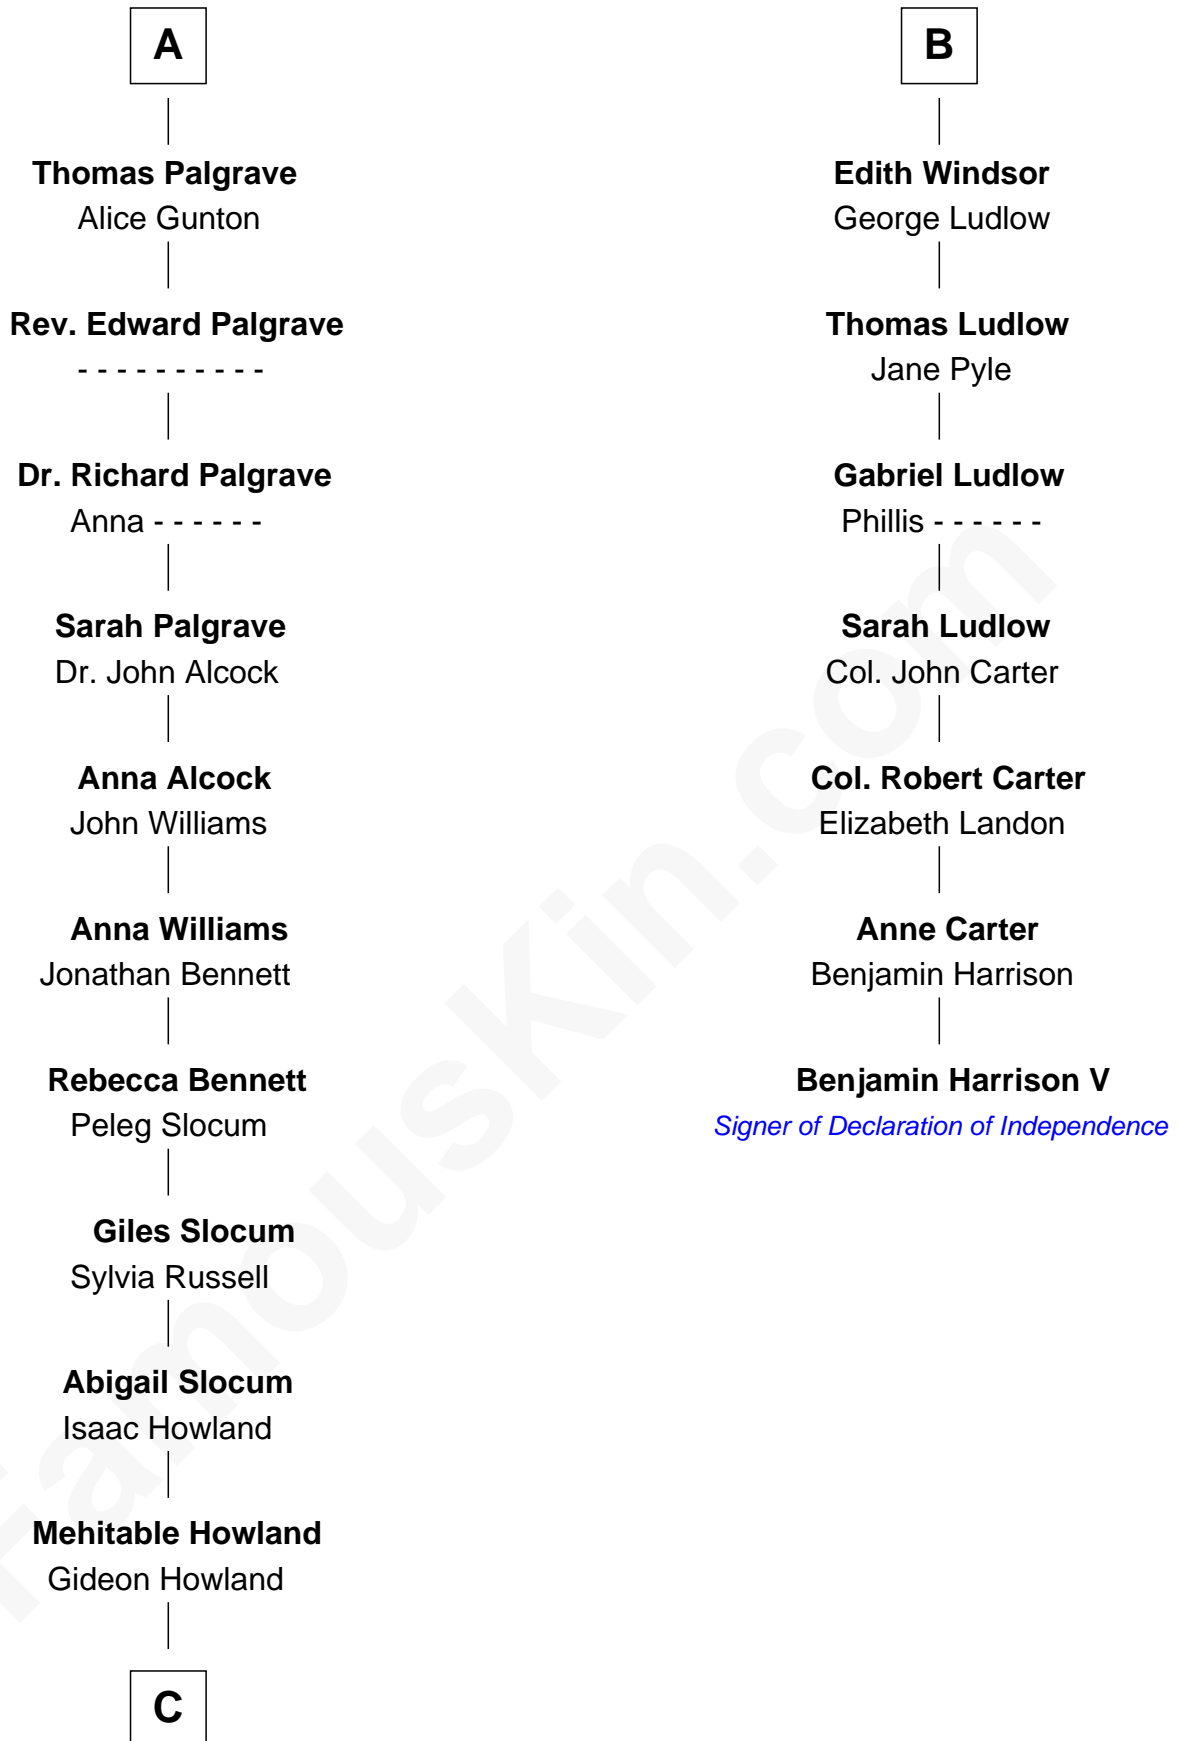 A
Thomas Palgrave
Alice Gunton
Rev. Edward Palgrave
- - - - - - - - - -
Dr. Richard Palgrave
Anna - - - - - -
Sarah Palgrave
Dr. John Alcock
Anna Alcock
John Williams
Anna Williams
Jonathan Bennett
Rebecca Bennett
Peleg Slocum
Giles Slocum
Sylvia Russell
Abigail Slocum
Isaac Howland
Mehitable Howland
Gideon Howland
C
B
Edith Windsor
George Ludlow
Thomas Ludlow
Jane Pyle
Gabriel Ludlow
Phillis - - - - - -
Sarah Ludlow
Col. John Carter
Col. Robert Carter
Elizabeth Landon
Anne Carter
Benjamin Harrison
Benjamin Harrison V
Signer of Declaration of Independence
FamousKin.com